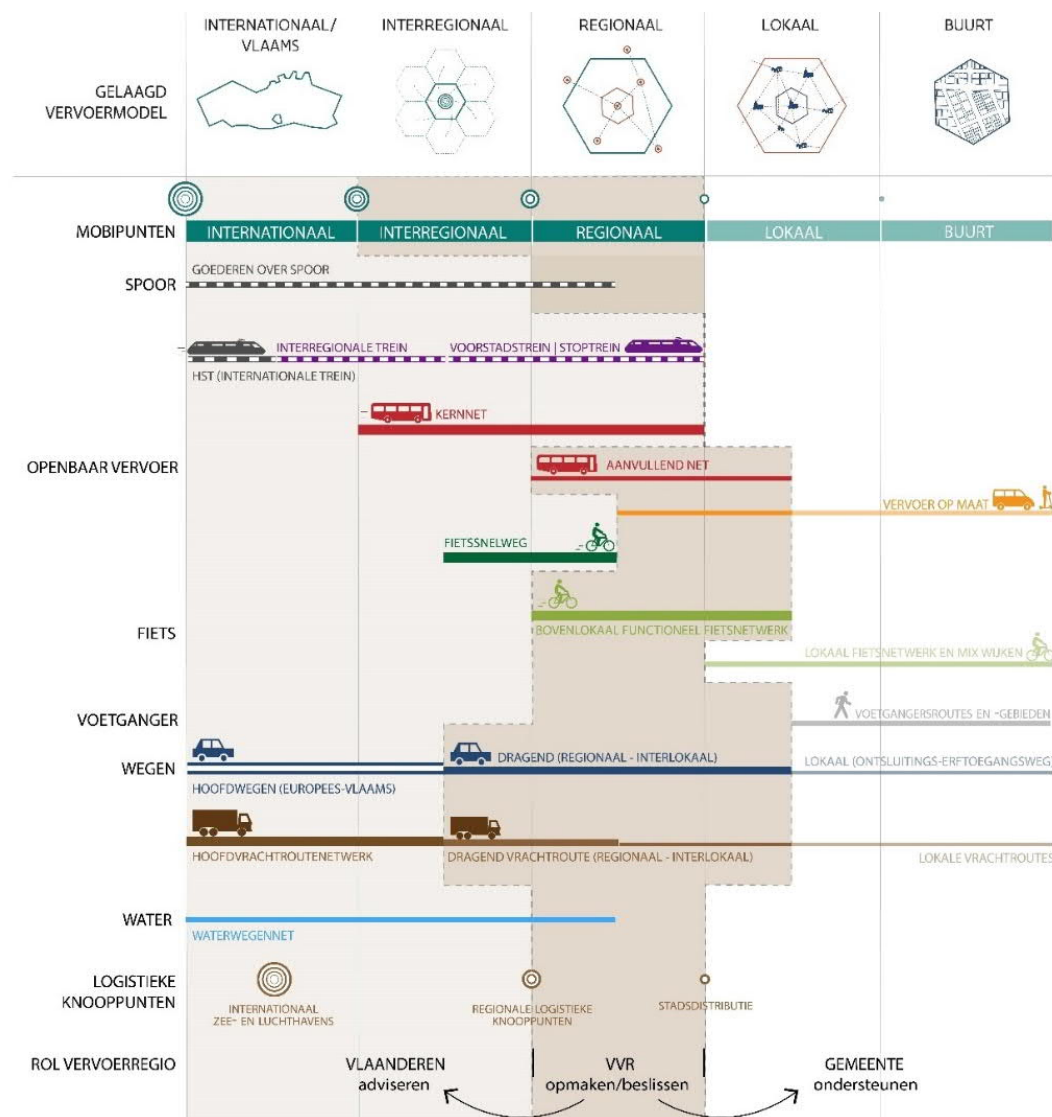 INTERNATIONAAL/
VLAAMS
INTERREGIONAAL
REGIONAAL
LOKAAL
BUURT
GELAAGD
VERVOERMODEL
MOBIPUNTEN
INTERNATIONAAL
INTERREGIONAAL
REGIONAAL
LOKAAL
BUURT
GOEDEREN OVER SPOOR
SPOOR
INTERREGIONALE TREIN
VOORSTADSTREIN | STOPTREIN
HST (INTERNATIONALE TREIN)
KERNNET
OPENBAAR VERVOER
AANVULLEND NET
VERVOER OP MAAT
FIETSSNELWEG
FIETS
BOVENLOKAAL FUNCTIONEEL FIETSNETWERK
LOKAAL FIETSNETWERK EN MIX WIJKEN
VOETGANGER
VOETGANGERSROUTES EN -GEBIEDEN
WEGEN
DRAGEND (REGIONAAL - INTERLOKAAL)
LOKAAL (ONTSLUITINGS-ERFTOEGANGSWEG)
HOOFDWEGEN (EUROPEES-VLAAMS)
HOOFDVRACHTROUTENETWERK
DRAGEND VRACHTROUTE (REGIONAAL - INTERLOKAAL)
LOKALE VRACHTROUTES
WATER
WATERWEGENNET
LOGISTIEKE
KNOOPPUNTEN
INTERNATIONAAL
ZEE- EN LUCHTHAVENS
REGIONALE LOGISTIEKE
KNOOPPUNTEN
STADSDISTRIBUTIE
ROL VERVOERREGIO
VLAANDEREN
adviseren
VVR
opmaken/beslissen
GEMEENTE
ondersteunen